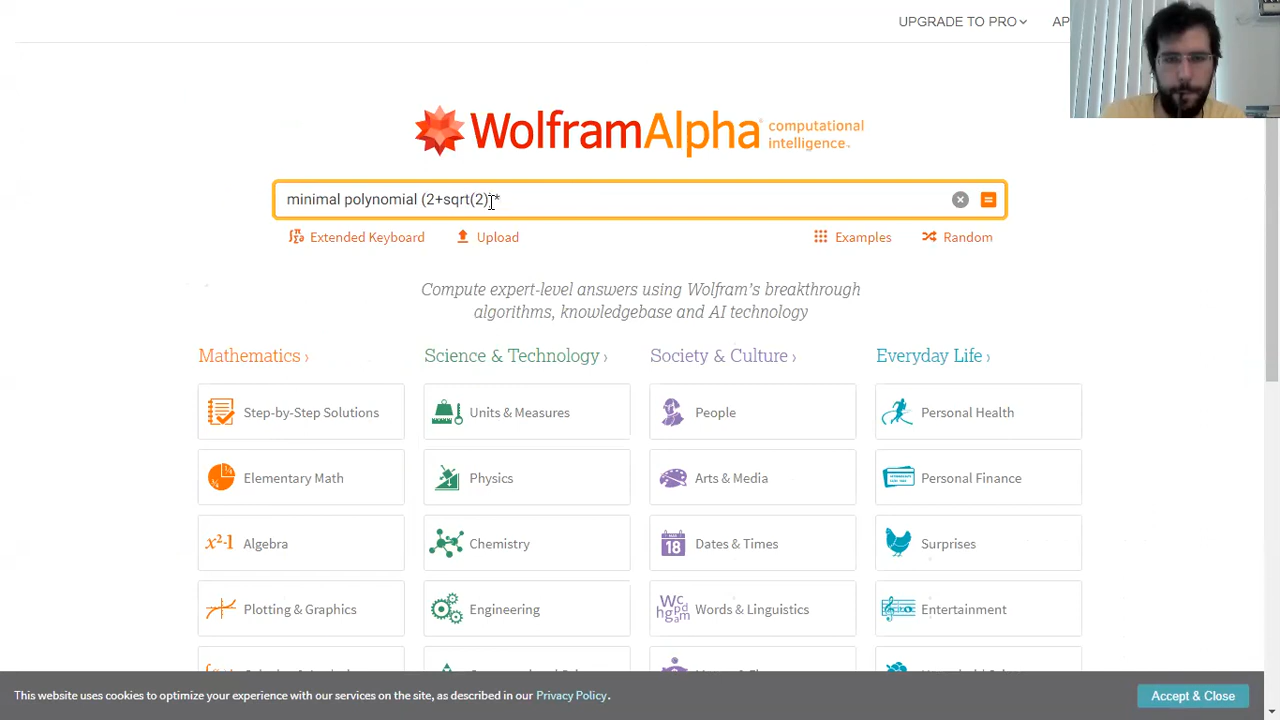 UPGRADE TO PRO
WolframAlpha computational intelligence.
minimal polynomial (2+sqrt(2))*
Extended Keyboard
Upload
Examples
Random
Compute expert-level answers using Wolfram's breakthrough
algorithms, knowledgebase and AI technology
Mathematics ›
Science & Technology ›
Society & Culture ›
Everyday Life ›
Step-by-Step Solutions
Units & Measures
People
Personal Health
Elementary Math
Physics
Arts & Media
Personal Finance
x²-1 Algebra
Chemistry
18 Dates & Times
Surprises
Plotting & Graphics
Engineering
Words & Linguistics
Entertainment
This website uses cookies to optimize your experience with our services on the site, as described in our Privacy Policy.
Accept & Close